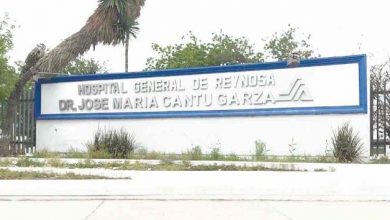 HOSPITAL GENERAL DE REYNOSA
DR. JOSE MARIA CANTU GARZA